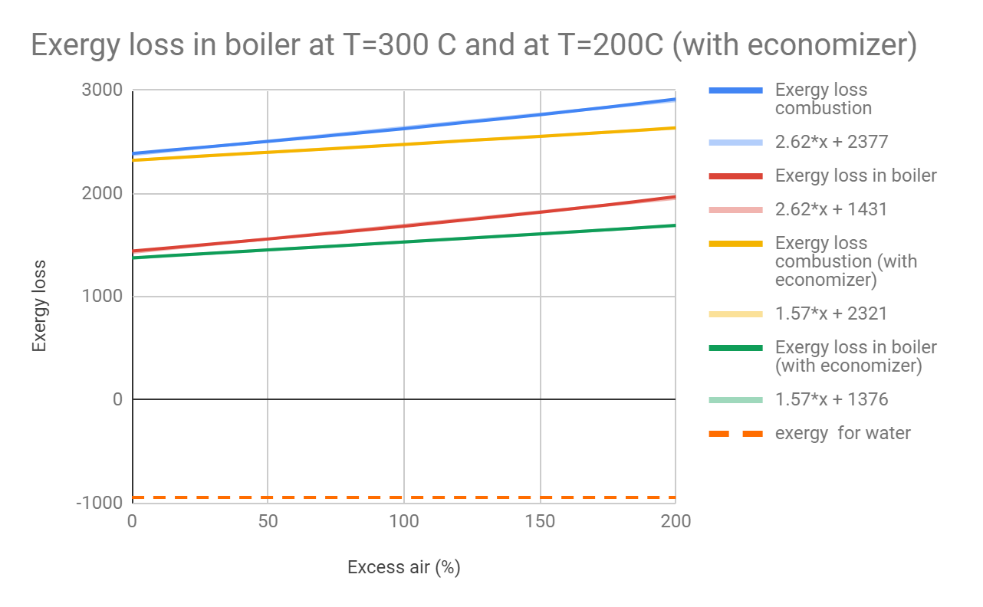 Exergy loss in boiler at T=300 C and at T=200C (with economizer)
3000
2000
1000
0
-1000
0
50
100
150
200
Exergy loss
Excess air (%)
Exergy loss
combustion
2.62*x + 2377
Exergy loss in boiler
2.62*x + 1431
Exergy loss
combustion (with
economizer)
1.57*x + 2321
Exergy loss in boiler
(with economizer)
1.57*x + 1376
exergy  for water